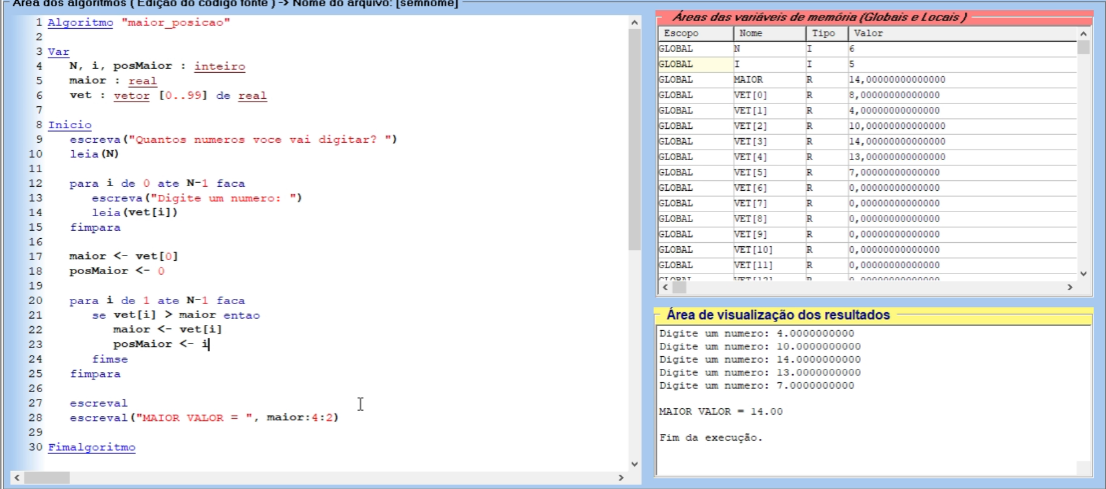 Área dos algoritmos ( Edição do código fonte ) -> Nome do arquivo: [semnome]
1 Algoritmo "maior_posicao"
2
3 Var
4 N, i, posMaior : inteiro
5 maior : real
6 vet : vetor [0..99] de real
7
8 Inicio
9 escreva("Quantos numeros voce vai digitar? ")
10 leia(N)
11
12 para i de 0 ate N-1 faca
13 escreva("Digite um numero: ")
14 leia(vet[i])
15 fimpara
16
17 maior <- vet[0]
18 posMaior <- 0
19
20 para i de 1 ate N-1 faca
21 se vet[i] > maior entao
22 maior <- vet[i]
23 posMaior <- i
24 fimse
25 fimpara
26
27 escreval
28 escreval("MAIOR VALOR = ", maior:4:2)
29
30 Fimalgoritmo
Áreas das variáveis de memória (Globais e Locais )
Escopo Nome Tipo Valor
GLOBAL N I 6
GLOBAL I I 5
GLOBAL MAIOR R 14,00000000000000
GLOBAL VET[0] R 8,00000000000000
GLOBAL VET[1] R 4,00000000000000
GLOBAL VET[2] R 10,00000000000000
GLOBAL VET[3] R 14,00000000000000
GLOBAL VET[4] R 13,00000000000000
GLOBAL VET[5] R 7,00000000000000
GLOBAL VET[6] R 0,00000000000000
GLOBAL VET[7] R 0,00000000000000
GLOBAL VET[8] R 0,00000000000000
GLOBAL VET[9] R 0,00000000000000
GLOBAL VET[10] R 0,00000000000000
GLOBAL VET[11] R 0,00000000000000
GLOBAL VET[12] R 0,00000000000000
Área de visualização dos resultados
Digite um numero: 4.0000000000
Digite um numero: 10.0000000000
Digite um numero: 14.0000000000
Digite um numero: 13.0000000000
Digite um numero: 7.0000000000
MAIOR VALOR = 14.00
Fim da execução.